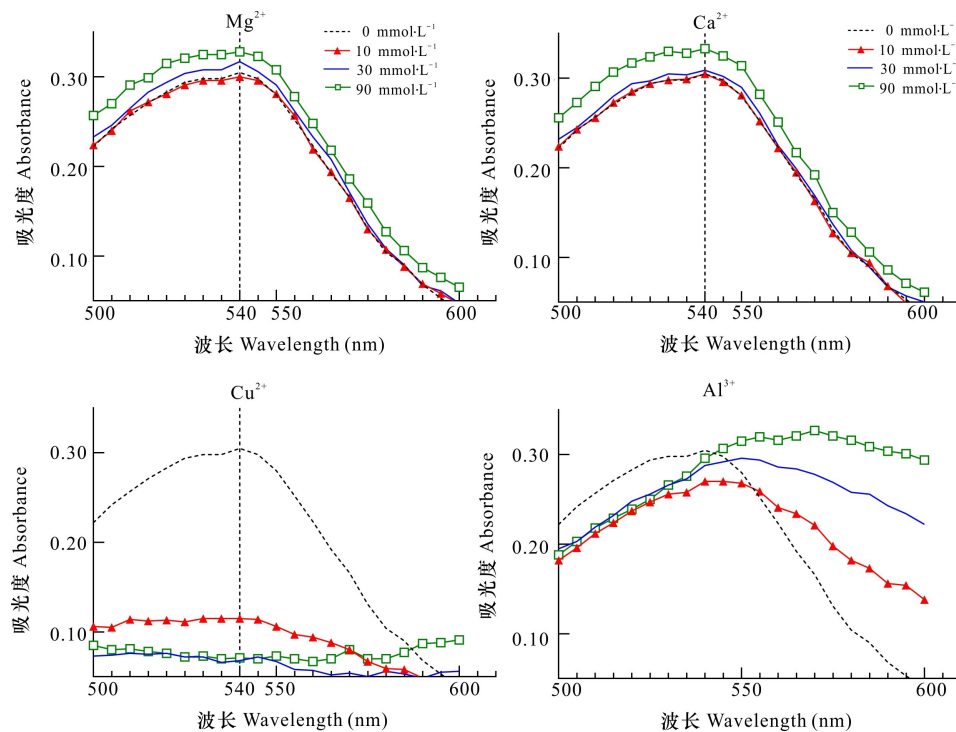 Mg²⁺
0 mmol·L⁻¹
10 mmol·L⁻¹
30 mmol·L⁻¹
90 mmol·L⁻¹
0.30
0.20
0.10
吸光度 Absorbance
500 540 550 600
波长 Wavelength (nm)
Ca²⁺
0 mmol·L⁻
10 mmol·L⁻
30 mmol·L⁻
90 mmol·L⁻
0.30
0.20
0.10
吸光度 Absorbance
500 540 550 600
波长 Wavelength (nm)
Cu²⁺
0.30
0.20
0.10
吸光度 Absorbance
500 540 550 600
波长 Wavelength (nm)
Al³⁺
0.30
0.20
0.10
吸光度 Absorbance
500 550 600
波长 Wavelength (nm)